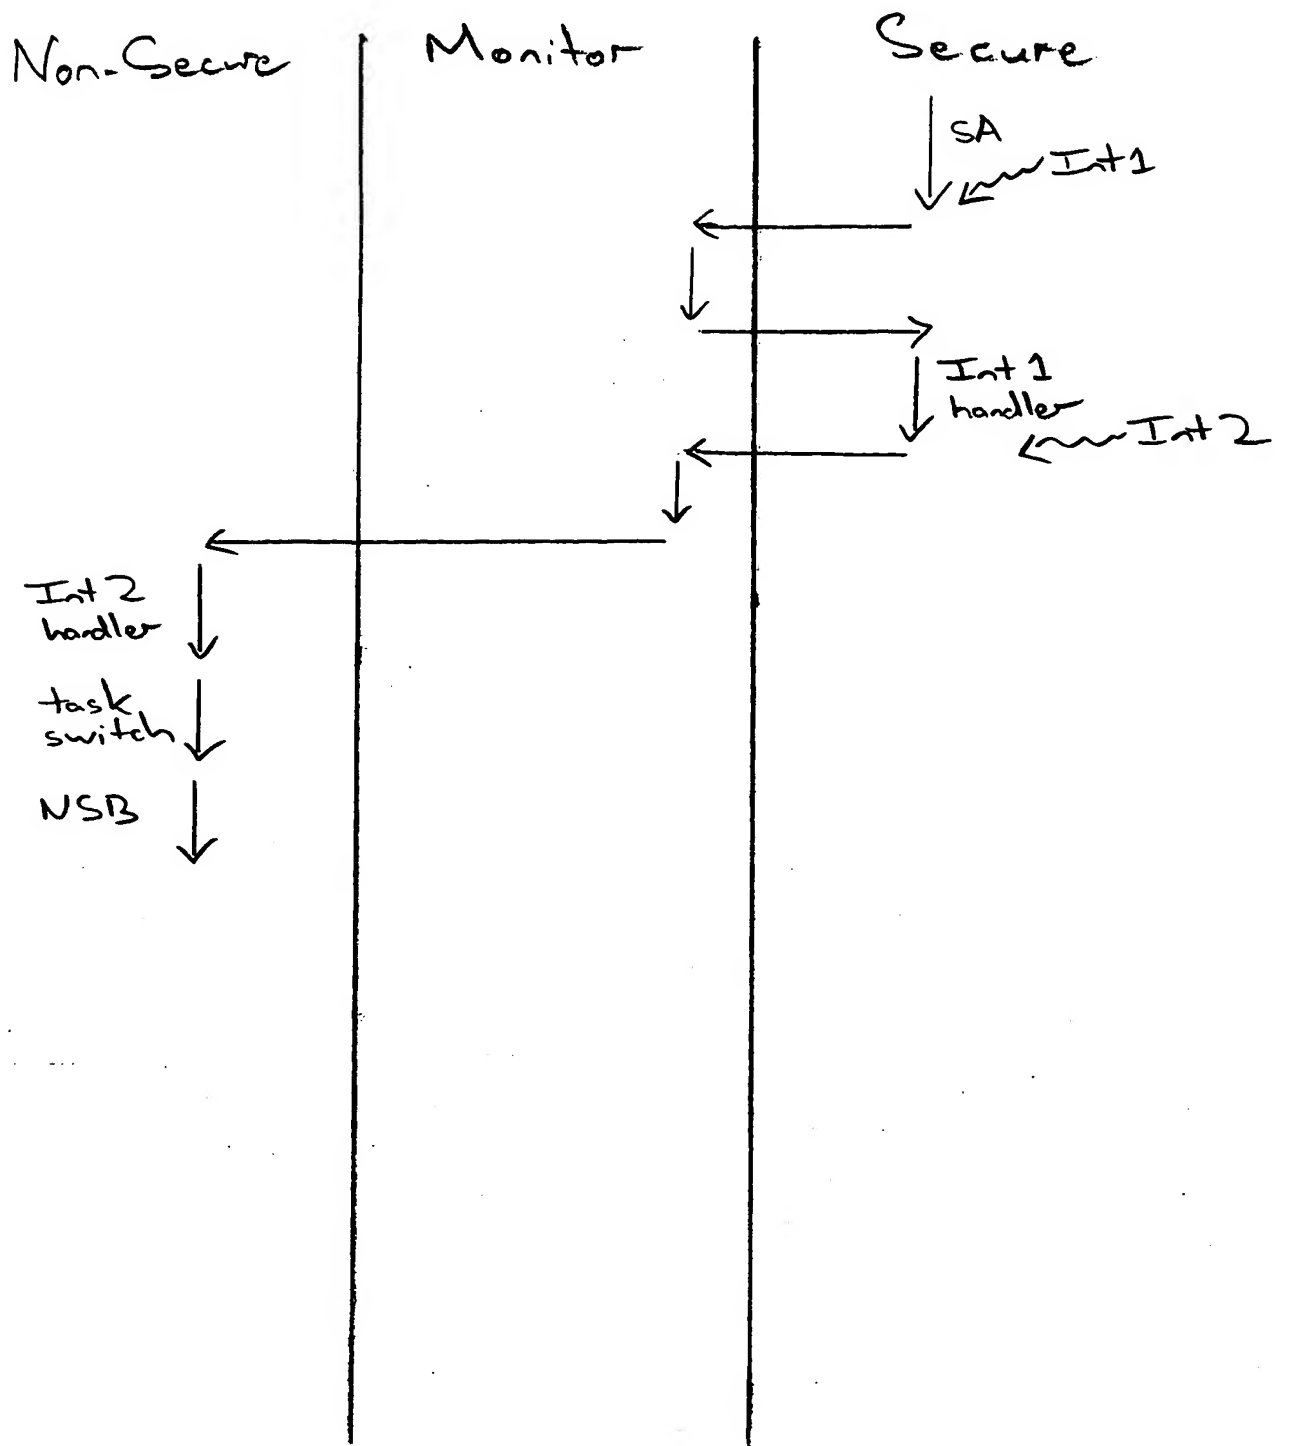 Non-Secure
Monitor
Secure
SA
Int 1
Int 1
handler
Int 2
Int 2
handler
task
switch
NSB